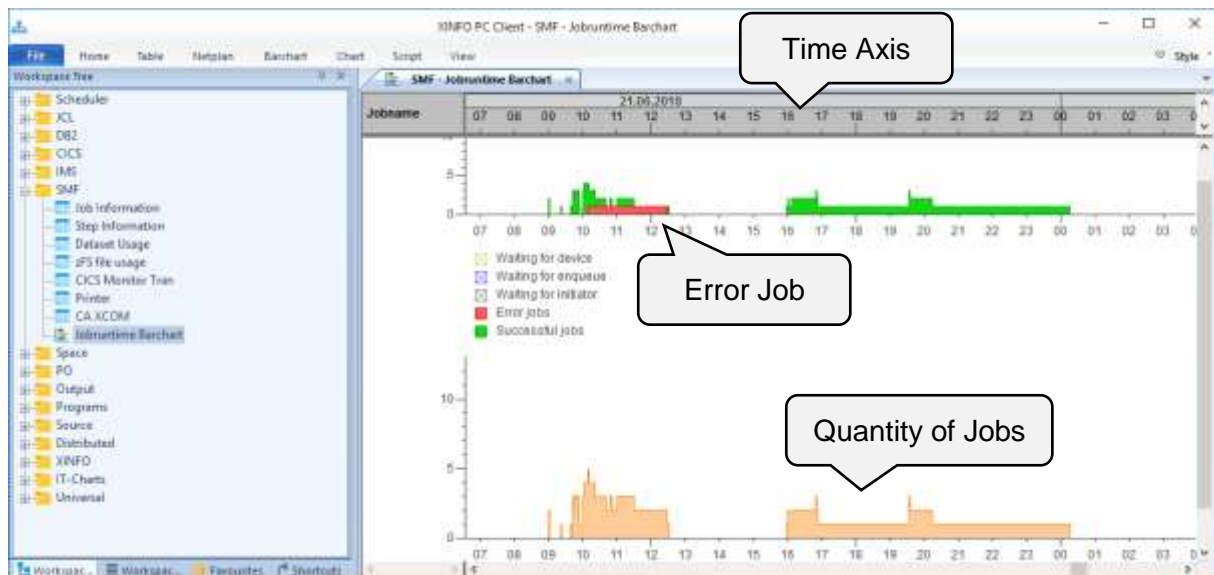 XINFO PC Client - SMF - Jobruntime Barchart
File Home Table Netplan Barchart Chart Script View
Style
Workspace Tree
SMF - Jobruntime Barchart
Scheduler
JCL
DB2
CICS
IMS
SMF
Job Information
Step Information
Dataset Usage
zFS file usage
CICS Monitor Tran
Printer
CA XCOM
Jobruntime Barchart
Space
PO
Output
Programs
Source
Distributed
XINFO
IT-Charts
Universal
Workspac... Workspac... Favourites Shortcuts
Time Axis
Jobname
21.06.2018
07 08 09 10 11 12 13 14 15 16 17 18 19 20 21 22 23 00 01 02 03 0
5
0
07 08 09 10 11 12 13 14 15 16 17 18 19 20 21 22 23 00 01 02 03 0
Waiting for device
Waiting for enqueue
Waiting for initiator
Error jobs
Successful jobs
Error Job
Quantity of Jobs
10
5
0
07 08 09 10 11 12 13 14 15 16 17 18 19 20 21 22 23 00 01 02 03 0